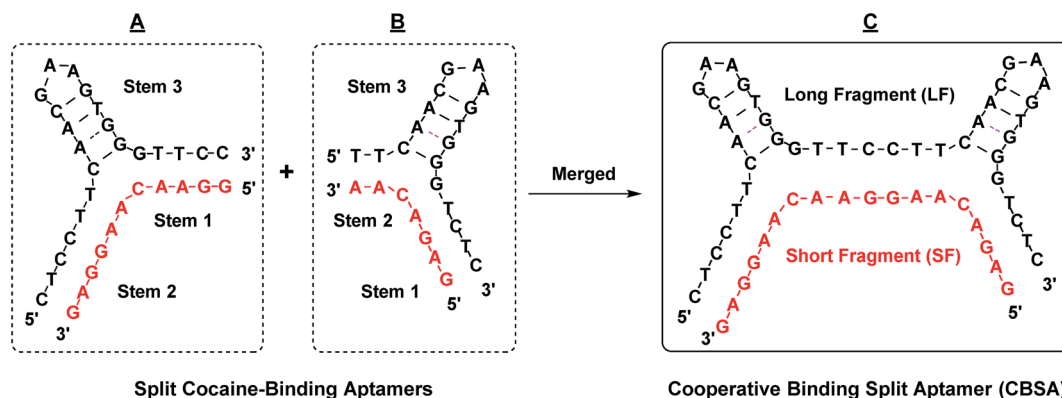 A
B
C
Stem 3
Stem 3
Long Fragment (LF)
5' C T C C T T C A A C G A A G T G G G T T C C 3'
3' G A G G A A C A A G G 5'
Stem 1
Stem 2
+
5' T T C A A C G A A G T G G G T C T C 3'
3' A A C A G A G 5'
Stem 2
Stem 1
Merged
5' C T C C T T C A A C G A A G T G G G T T C C T T C A A C G A A G T G G G T C T C 3'
3' G A G G A A C A A G G A A C A G A G 5'
Short Fragment (SF)
Split Cocaine-Binding Aptamers
Cooperative Binding Split Aptamer (CBSA)